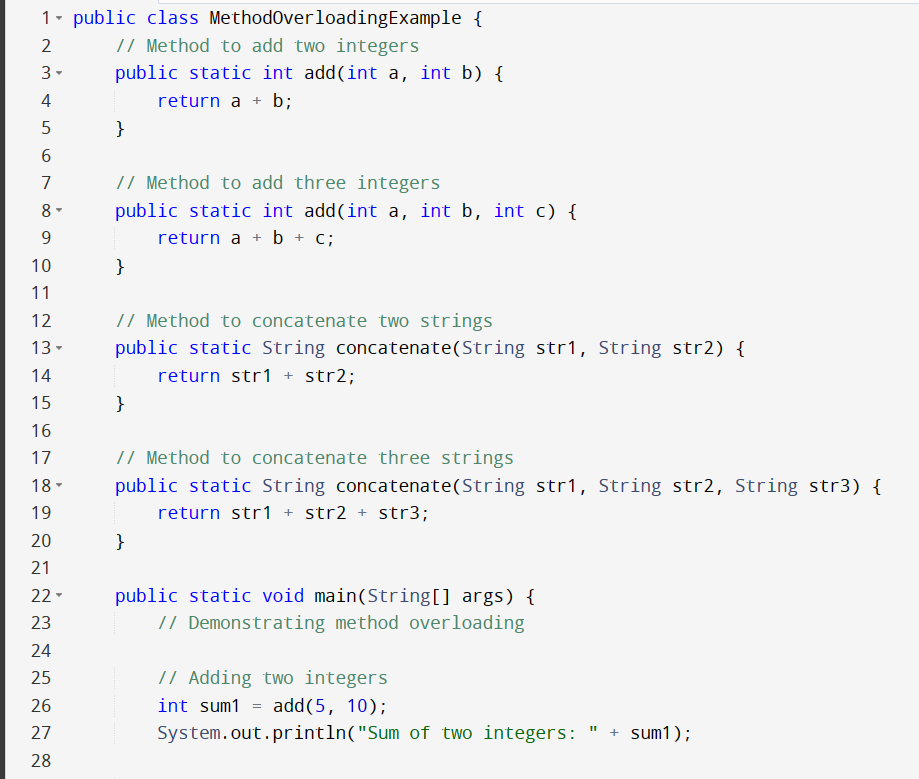 1 public class MethodOverloadingExample {
2 // Method to add two integers
3 public static int add(int a, int b) {
4 return a + b;
5 }
6
7 // Method to add three integers
8 public static int add(int a, int b, int c) {
9 return a + b + c;
10 }
11
12 // Method to concatenate two strings
13 public static String concatenate(String str1, String str2) {
14 return str1 + str2;
15 }
16
17 // Method to concatenate three strings
18 public static String concatenate(String str1, String str2, String str3) {
19 return str1 + str2 + str3;
20 }
21
22 public static void main(String[] args) {
23 // Demonstrating method overloading
24
25 // Adding two integers
26 int sum1 = add(5, 10);
27 System.out.println("Sum of two integers: " + sum1);
28